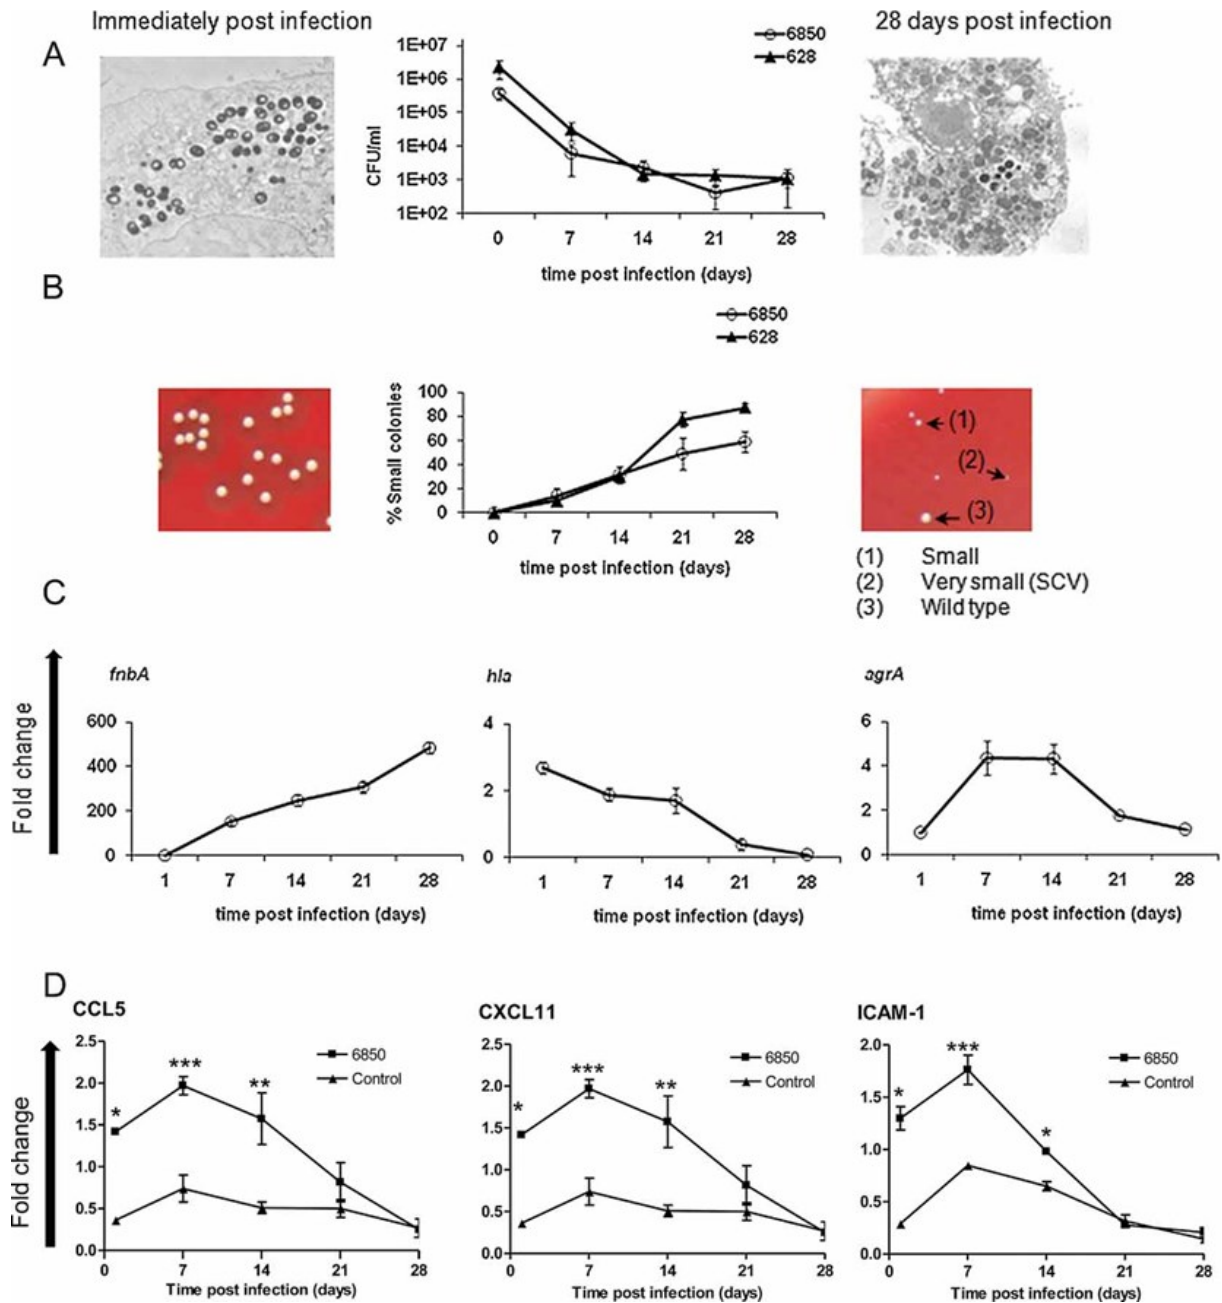 Immediately post infection
28 days post infection
A
6850
628
1E+07
1E+06
1E+05
1E+04
1E+03
1E+02
CFU/ml
0 7 14 21 28
time post infection (days)
B
6850
628
100
80
60
40
20
0
% Small colonies
0 7 14 21 28
time post infection (days)
(1)
(2)
(3)
(1) Small
(2) Very small (SCV)
(3) Wild type
C
Fold change
fnbA
600
400
200
0
1 7 14 21 28
time post infection (days)
hla
4
2
0
1 7 14 21 28
time post infection (days)
agrA
6
4
2
0
1 7 14 21 28
time post infection (days)
D
Fold change
CCL5
2.5
2.0
1.5
1.0
0.5
0.0
* *** **
6850
Control
0 7 14 21 28
Time post infection (days)
CXCL11
2.5
2.0
1.5
1.0
0.5
0.0
* *** **
6850
Control
0 7 14 21 28
Time post infection (days)
ICAM-1
2.0
1.5
1.0
0.5
0.0
* *** *
6850
Control
0 7 14 21 28
Time post infection (days)